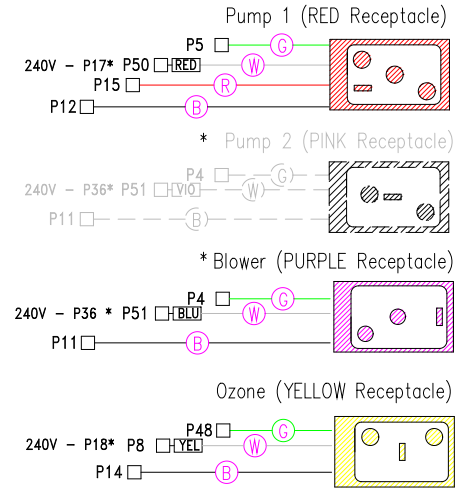 Pump 1 (RED Receptacle)
P5 G
240V - P17* P50 RED W
P15 R
P12 B
* Pump 2 (PINK Receptacle)
P4 G
240V - P36* P51 VIO W
P11 B
* Blower (PURPLE Receptacle)
P4 G
240V - P36 * P51 BLU W
P11 B
Ozone (YELLOW Receptacle)
P48 G
240V - P18* P8 YEL W
P14 B